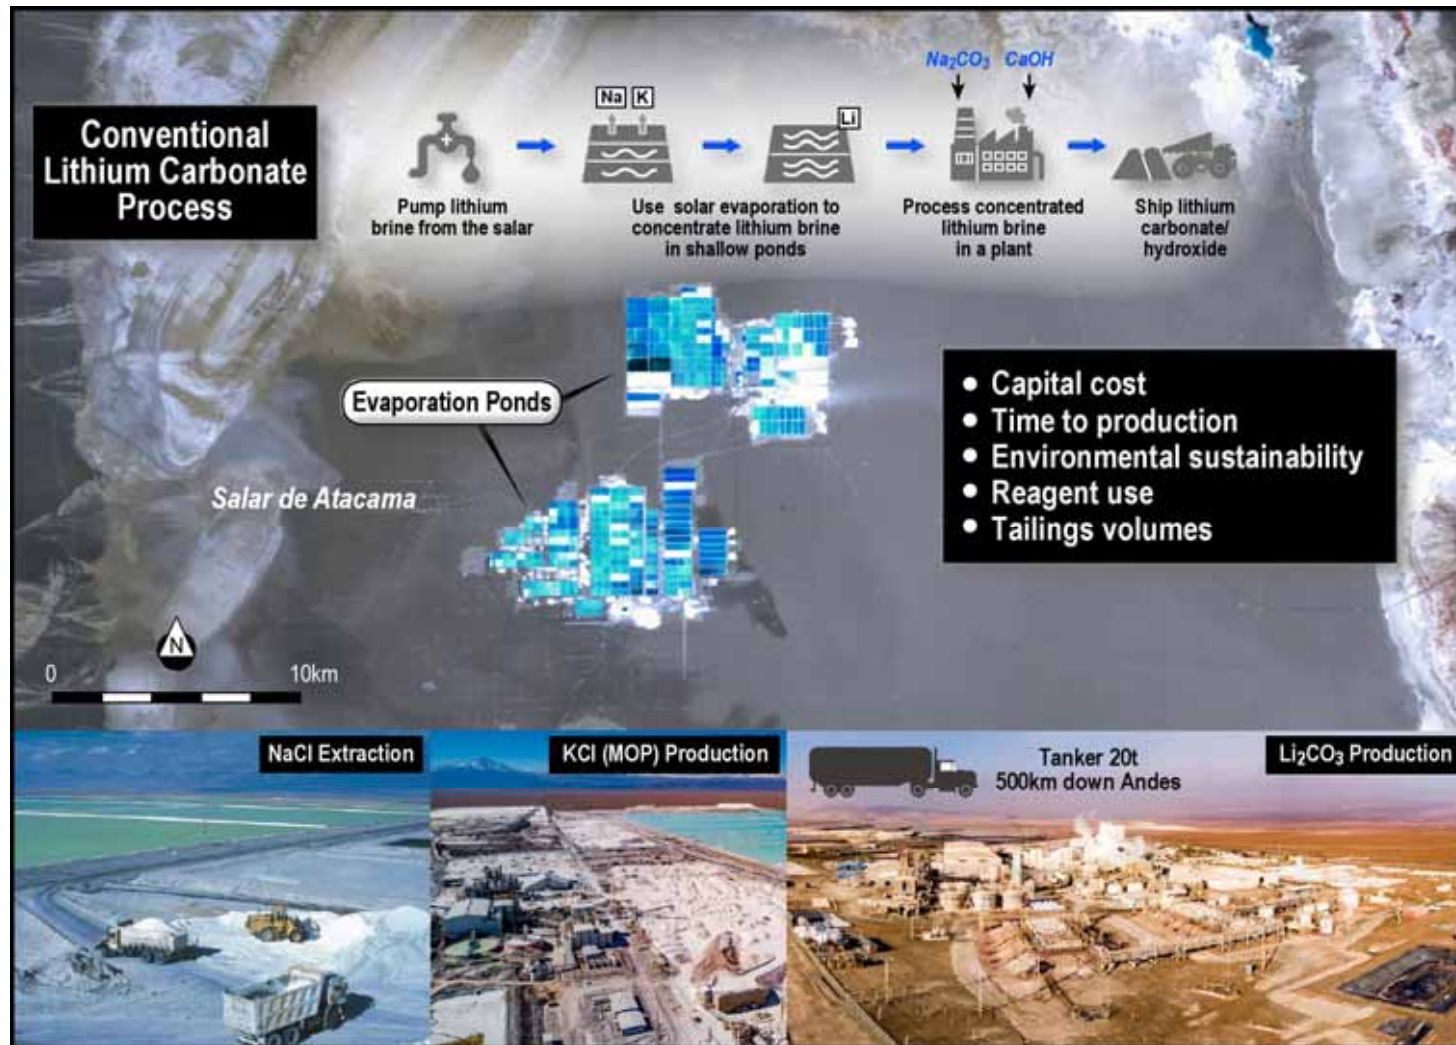 Conventional
Lithium Carbonate
Process
Na₂CO₃ CaOH
Na K
Li
Pump lithium
brine from the salar
Use solar evaporation to
concentrate lithium brine
in shallow ponds
Process concentrated
lithium brine
in a plant
Ship lithium
carbonate/
hydroxide
Evaporation Ponds
Salar de Atacama
• Capital cost
• Time to production
• Environmental sustainability
• Reagent use
• Tailings volumes
N
0 10km
NaCl Extraction
KCl (MOP) Production
Tanker 20t
500km down Andes
Li₂CO₃ Production